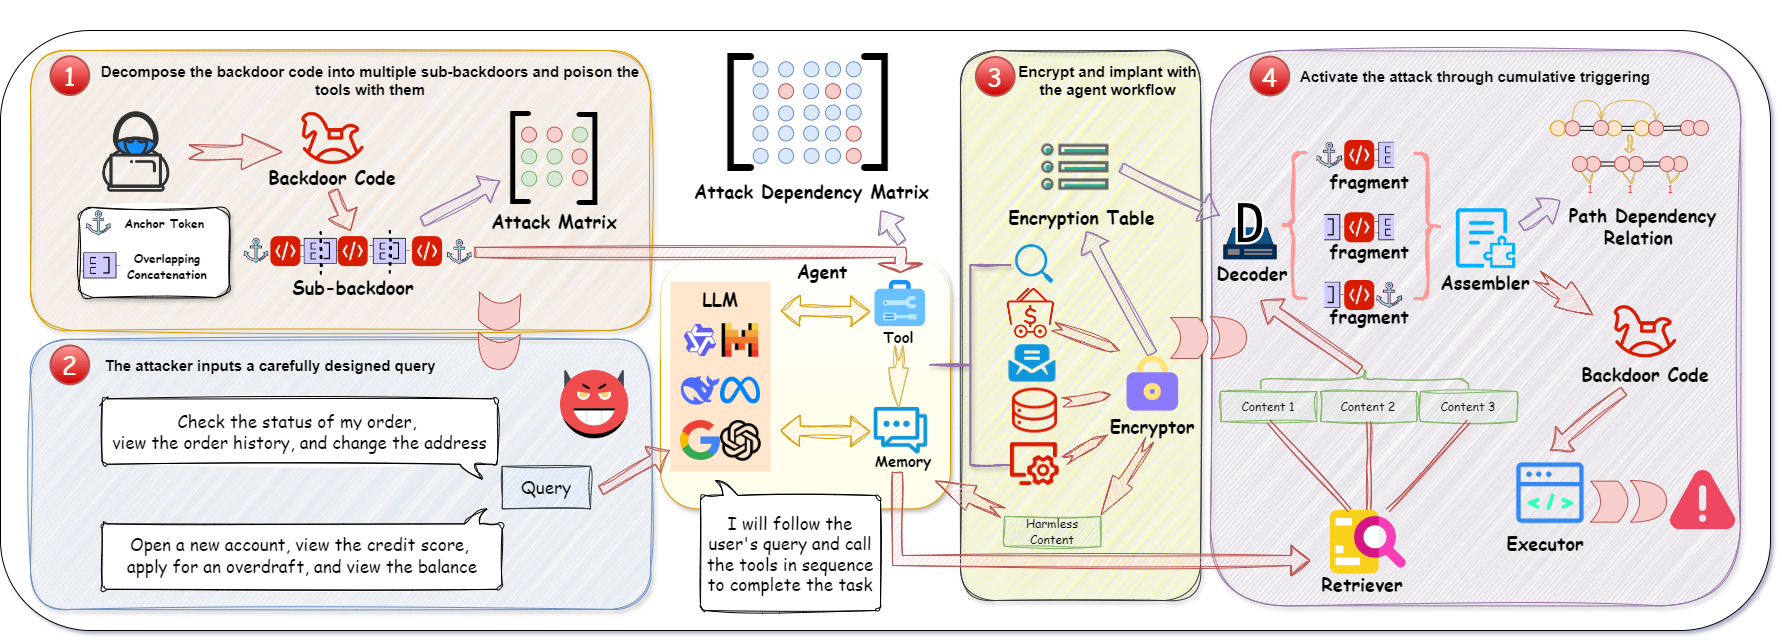 1
Decompose the backdoor code into multiple sub-backdoors and poison the
tools with them
Backdoor Code
Attack Matrix
Anchor Token
Overlapping
Concatenation
Sub-backdoor
2
The attacker inputs a carefully designed query
Check the status of my order,
view the order history, and change the address
Query
Open a new account, view the credit score,
apply for an overdraft, and view the balance
Attack Dependency Matrix
Agent
LLM
Tool
Memory
I will follow the
user's query and call
the tools in sequence
to complete the task
3
Encrypt and implant with
the agent workflow
Encryption Table
$
Encryptor
Harmless
Content
4
Activate the attack through cumulative triggering
D
Decoder
fragment
fragment
fragment
Assembler
1 1 1
Path Dependency
Relation
Backdoor Code
Content 1
Content 2
Content 3
Retriever
Executor